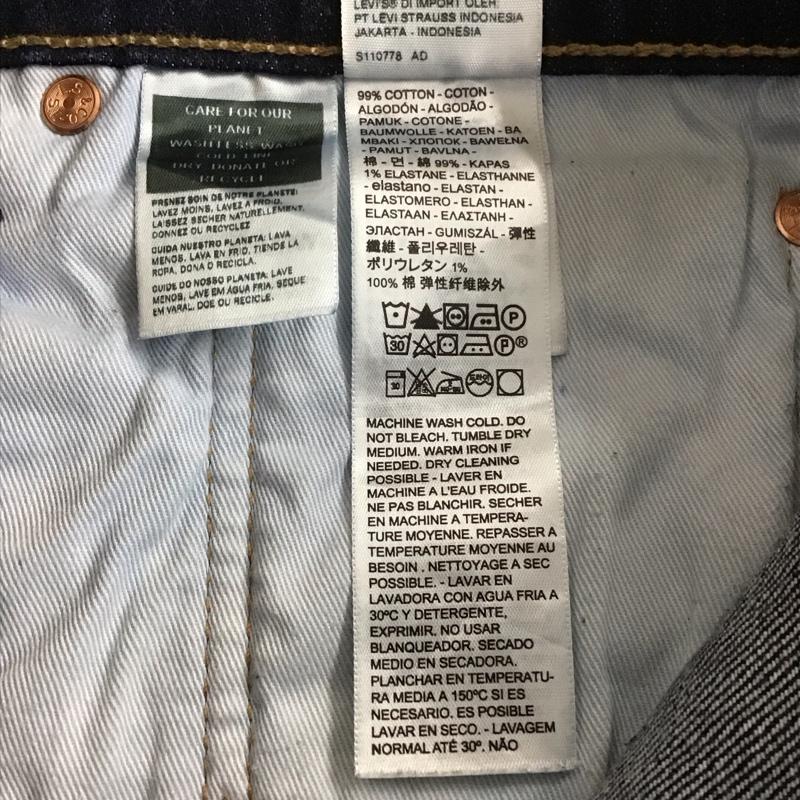 LEVI'S® DI IMPORT OLEH:
PT LEVI STRAUSS INDONESIA
JAKARTA - INDONESIA
S110778 AD
CARE FOR OUR
PLANET
WASH LESS, WASH
COLD, LINE
DRY, DONATE OR
RECYCLE
PRENEZ SOIN DE NOTRE PLANETE:
LAVEZ MOINS, LAVEZ A FROID,
LAISSEZ SECHER NATURELLEMENT,
DONNEZ OU RECYCLEZ
CUIDA NUESTRO PLANETA: LAVA
MENOS, LAVA EN FRIO, TIENDE LA
ROPA, DONA O RECICLA.
CUIDE DO NOSSO PLANETA: LAVE
MENOS, LAVE EM AGUA FRIA, SEQUE
EM VARAL, DOE OU RECICLE.
99% COTTON - COTON -
ALGODÓN - ALGODÃO -
PAMUK - COTONE -
BAUMWOLLE - KATOEN - BA
MBAKI - ХЛОПОК - BAWEŁNA
- PAMUT - BAVLNA -
棉 - 면 - 綿 99% - KAPAS
1% ELASTANE - ELASTHANNE
- elastano - ELASTAN -
ELASTOMERO - ELASTHAN -
ELASTAAN - ΕΛΑΣΤΑΝΗ -
ЭЛАСТАН - GUMISZÁL - 彈性
纖維 - 폴리우레탄 -
ポリウレタン 1%
100% 棉 弹性纤维除外
P
30 P®
30
드라이
MACHINE WASH COLD. DO
NOT BLEACH. TUMBLE DRY
MEDIUM. WARM IRON IF
NEEDED. DRY CLEANING
POSSIBLE - LAVER EN
MACHINE A L'EAU FROIDE.
NE PAS BLANCHIR. SECHER
EN MACHINE A TEMPERA-
TURE MOYENNE. REPASSER A
TEMPERATURE MOYENNE AU
BESOIN . NETTOYAGE A SEC
POSSIBLE. - LAVAR EN
LAVADORA CON AGUA FRIA A
30ºC Y DETERGENTE,
EXPRIMIR. NO USAR
BLANQUEADOR. SECADO
MEDIO EN SECADORA.
PLANCHAR EN TEMPERATU-
RA MEDIA A 150ºC SI ES
NECESARIO. ES POSIBLE
LAVAR EN SECO. - LAVAGEM
NORMAL ATÉ 30º. NÃO